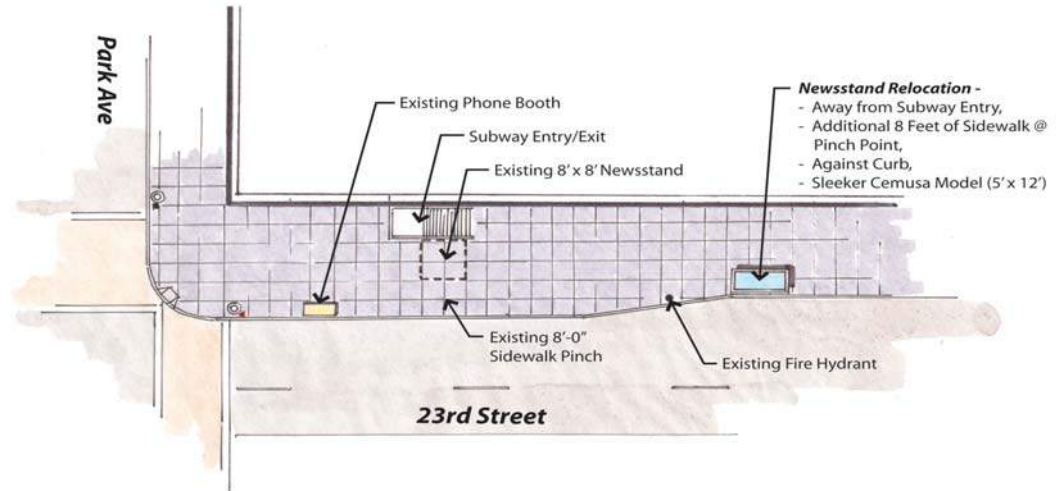 Park Ave
Existing Phone Booth
Subway Entry/Exit
Existing 8' x 8' Newsstand
Newsstand Relocation -
- Away from Subway Entry,
- Additional 8 Feet of Sidewalk @
Pinch Point,
- Against Curb,
- Sleeker Cemusa Model (5' x 12')
Existing 8'-0"
Sidewalk Pinch
Existing Fire Hydrant
23rd Street